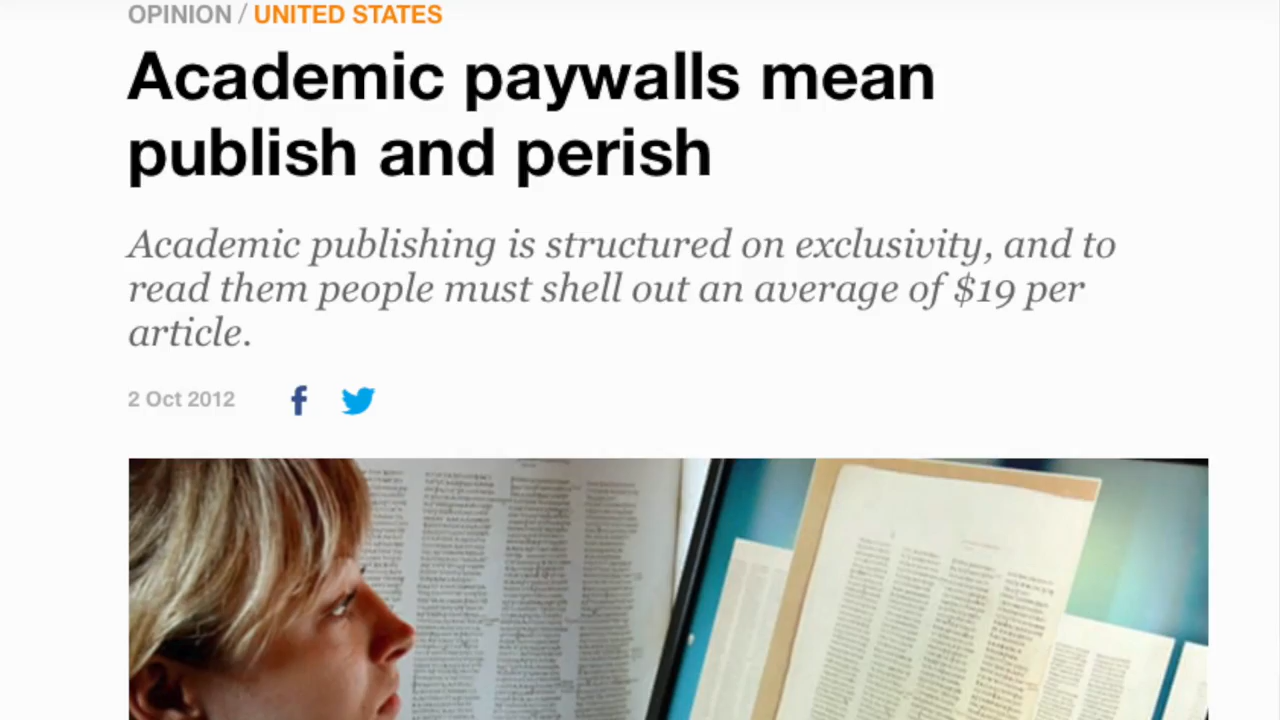 OPINION / UNITED STATES
Academic paywalls mean
publish and perish
Academic publishing is structured on exclusivity, and to
read them people must shell out an average of $19 per
article.
2 Oct 2012